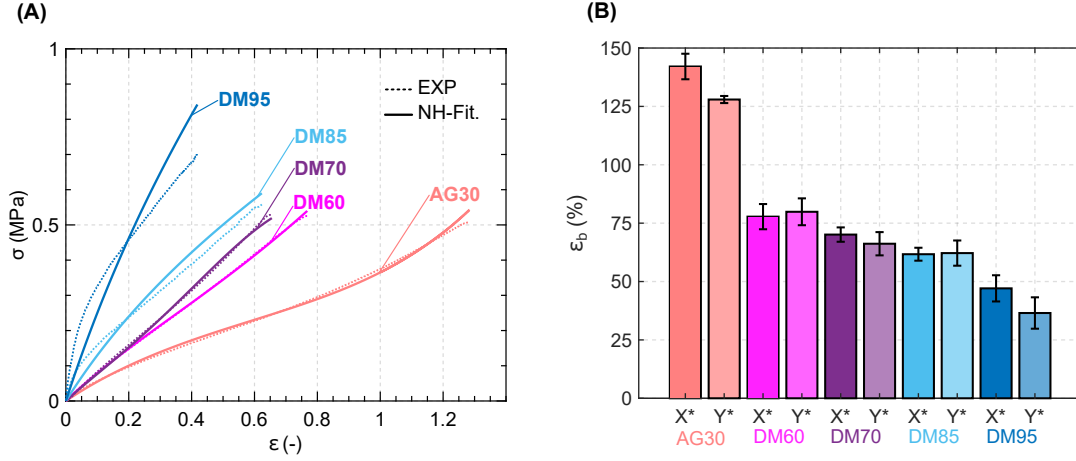 (A)
1
0.5
0
0
0.2
0.4
0.6
0.8
1
1.2
σ (MPa)
ε (-)
EXP
NH-Fit.
DM95
DM85
DM70
DM60
AG30
(B)
150
125
100
75
50
25
0
ε_b (%)
X* Y* X* Y* X* Y* X* Y* X* Y*
AG30 DM60 DM70 DM85 DM95